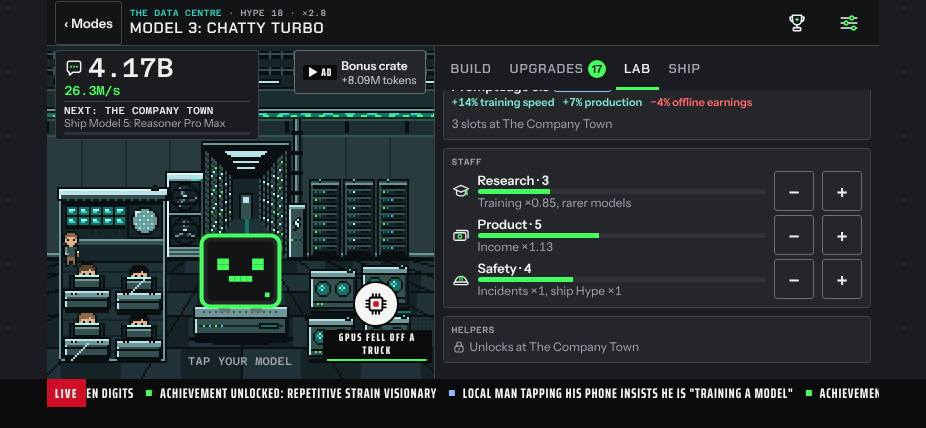 ‹ Modes
THE DATA CENTRE · HYPE 18 · ×2.8
MODEL 3: CHATTY TURBO
4.17B
26.3M/s
NEXT: THE COMPANY TOWN
Ship Model 5: Reasoner Pro Max
AD
Bonus crate
+8.09M tokens
GPUS FELL OFF A
TRUCK
TAP YOUR MODEL
BUILD
UPGRADES 17
LAB
SHIP
+14% training speed +7% production −4% offline earnings
3 slots at The Company Town
STAFF
Research · 3
Training ×0.85, rarer models
− +
Product · 5
Income ×1.13
− +
Safety · 4
Incidents ×1, ship Hype ×1
− +
HELPERS
Unlocks at The Company Town
LIVE EN DIGITS ACHIEVEMENT UNLOCKED: REPETITIVE STRAIN VISIONARY LOCAL MAN TAPPING HIS PHONE INSISTS HE IS "TRAINING A MODEL" ACHIEVEMEN